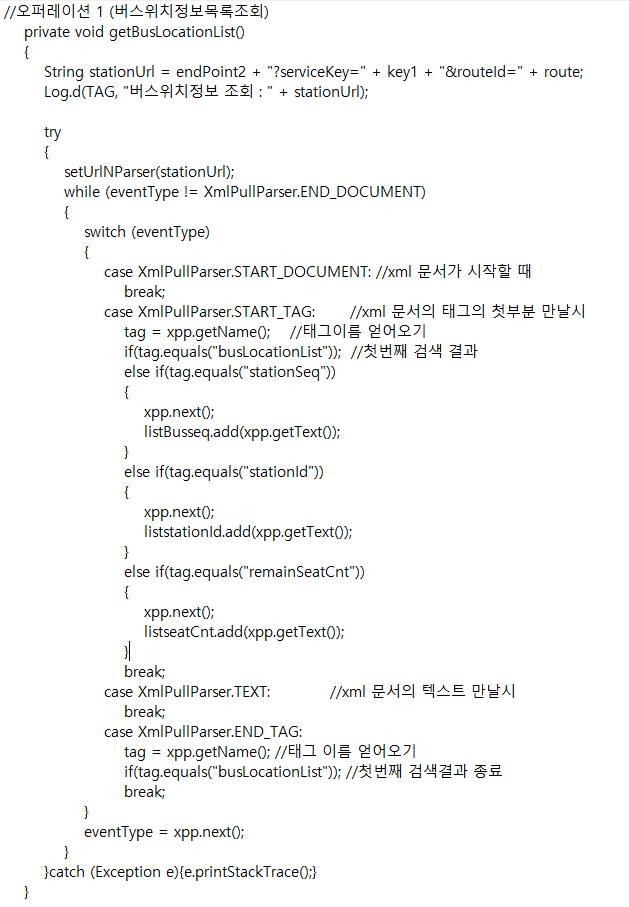 //오퍼레이션 1 (버스위치정보목록조회)
private void getBusLocationList()
{
String stationUrl = endPoint2 + "?serviceKey=" + key1 + "&routeId=" + route;
Log.d(TAG, "버스위치정보 조회 : " + stationUrl);
try
{
setUrlNParser(stationUrl);
while (eventType != XmlPullParser.END_DOCUMENT)
{
switch (eventType)
{
case XmlPullParser.START_DOCUMENT: //xml 문서가 시작할 때
break;
case XmlPullParser.START_TAG: //xml 문서의 태그의 첫부분 만날시
tag = xpp.getName(); //태그이름 얻어오기
if(tag.equals("busLocationList")); //첫번째 검색 결과
else if(tag.equals("stationSeq"))
{
xpp.next();
listBusseq.add(xpp.getText());
}
else if(tag.equals("stationId"))
{
xpp.next();
liststationId.add(xpp.getText());
}
else if(tag.equals("remainSeatCnt"))
{
xpp.next();
listseatCnt.add(xpp.getText());
}
break;
case XmlPullParser.TEXT: //xml 문서의 텍스트 만날시
break;
case XmlPullParser.END_TAG:
tag = xpp.getName(); //태그 이름 얻어오기
if(tag.equals("busLocationList")); //첫번째 검색결과 종료
break;
}
eventType = xpp.next();
}
}catch (Exception e){e.printStackTrace();}
}